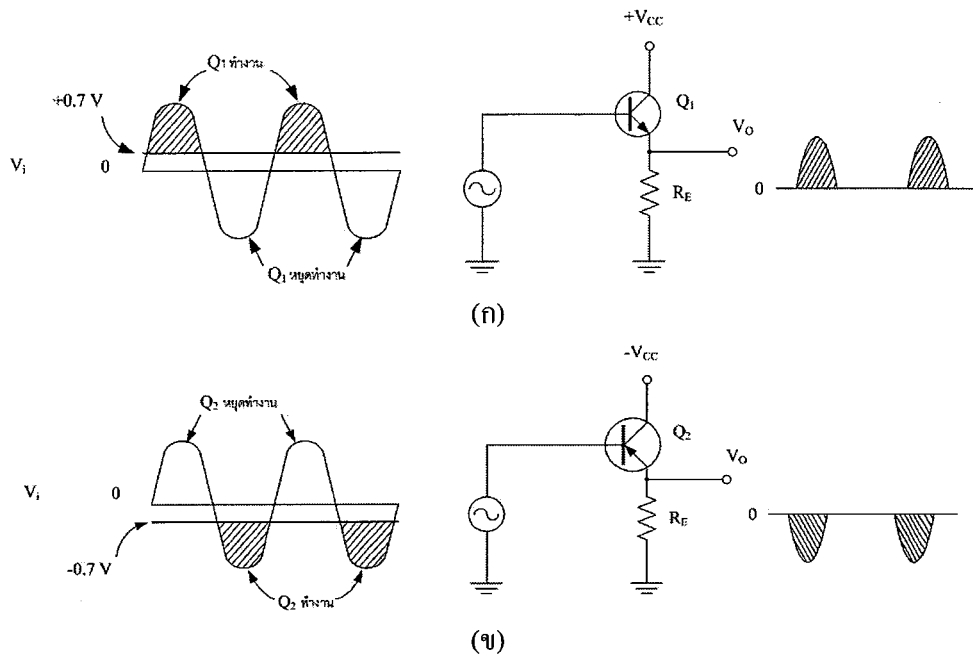 Q1 ทำงาน
+0.7 V
Vi
0
Q1 หยุดทำงาน
+VCC
Q1
VO
RE
0
(ก)
Q2 หยุดทำงาน
Vi
0
-0.7 V
Q2 ทำงาน
-VCC
Q2
VO
RE
0
(ข)